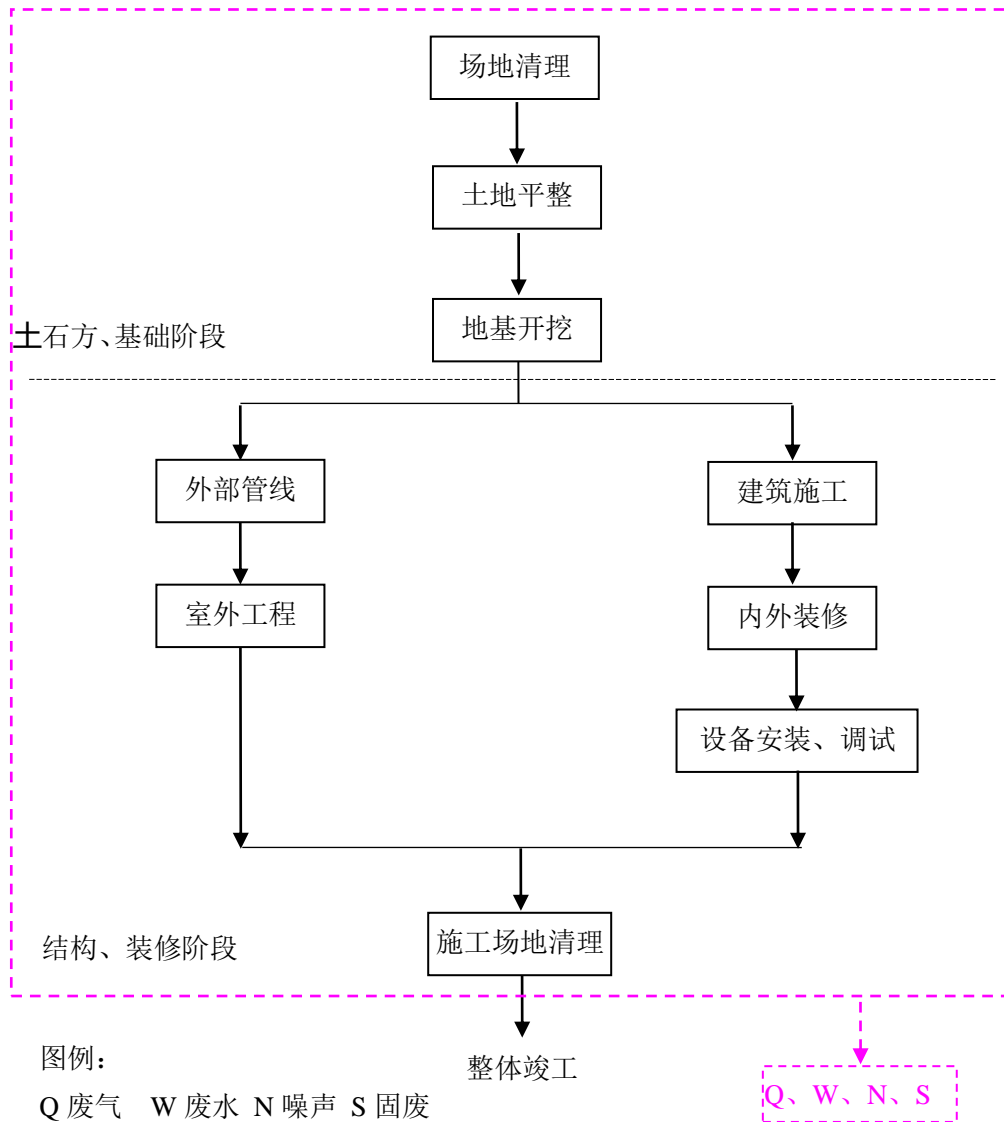 场地清理
土地平整
地基开挖
土石方、基础阶段
外部管线
建筑施工
室外工程
内外装修
设备安装、调试
施工场地清理
结构、装修阶段
整体竣工
图例：
Q 废气 W 废水 N 噪声 S 固废
Q、W、N、S